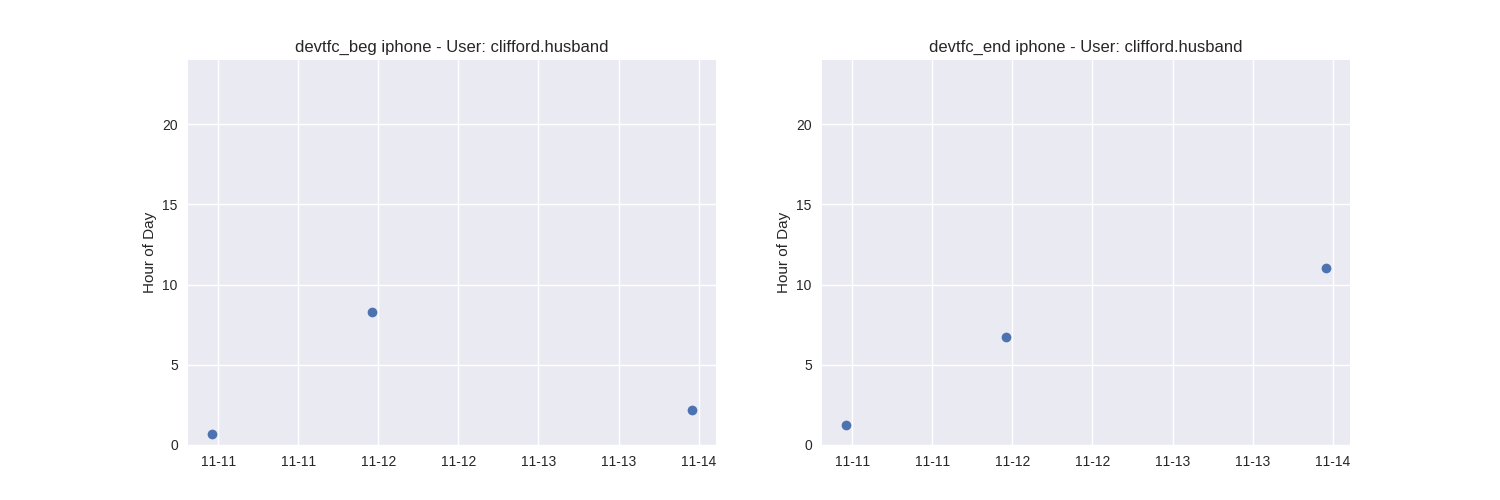 devtfc_beg iphone - User: clifford.husband
Hour of Day
20
15
10
5
0
11-11 11-11 11-12 11-12 11-13 11-13 11-14
devtfc_end iphone - User: clifford.husband
Hour of Day
20
15
10
5
0
11-11 11-11 11-12 11-12 11-13 11-13 11-14